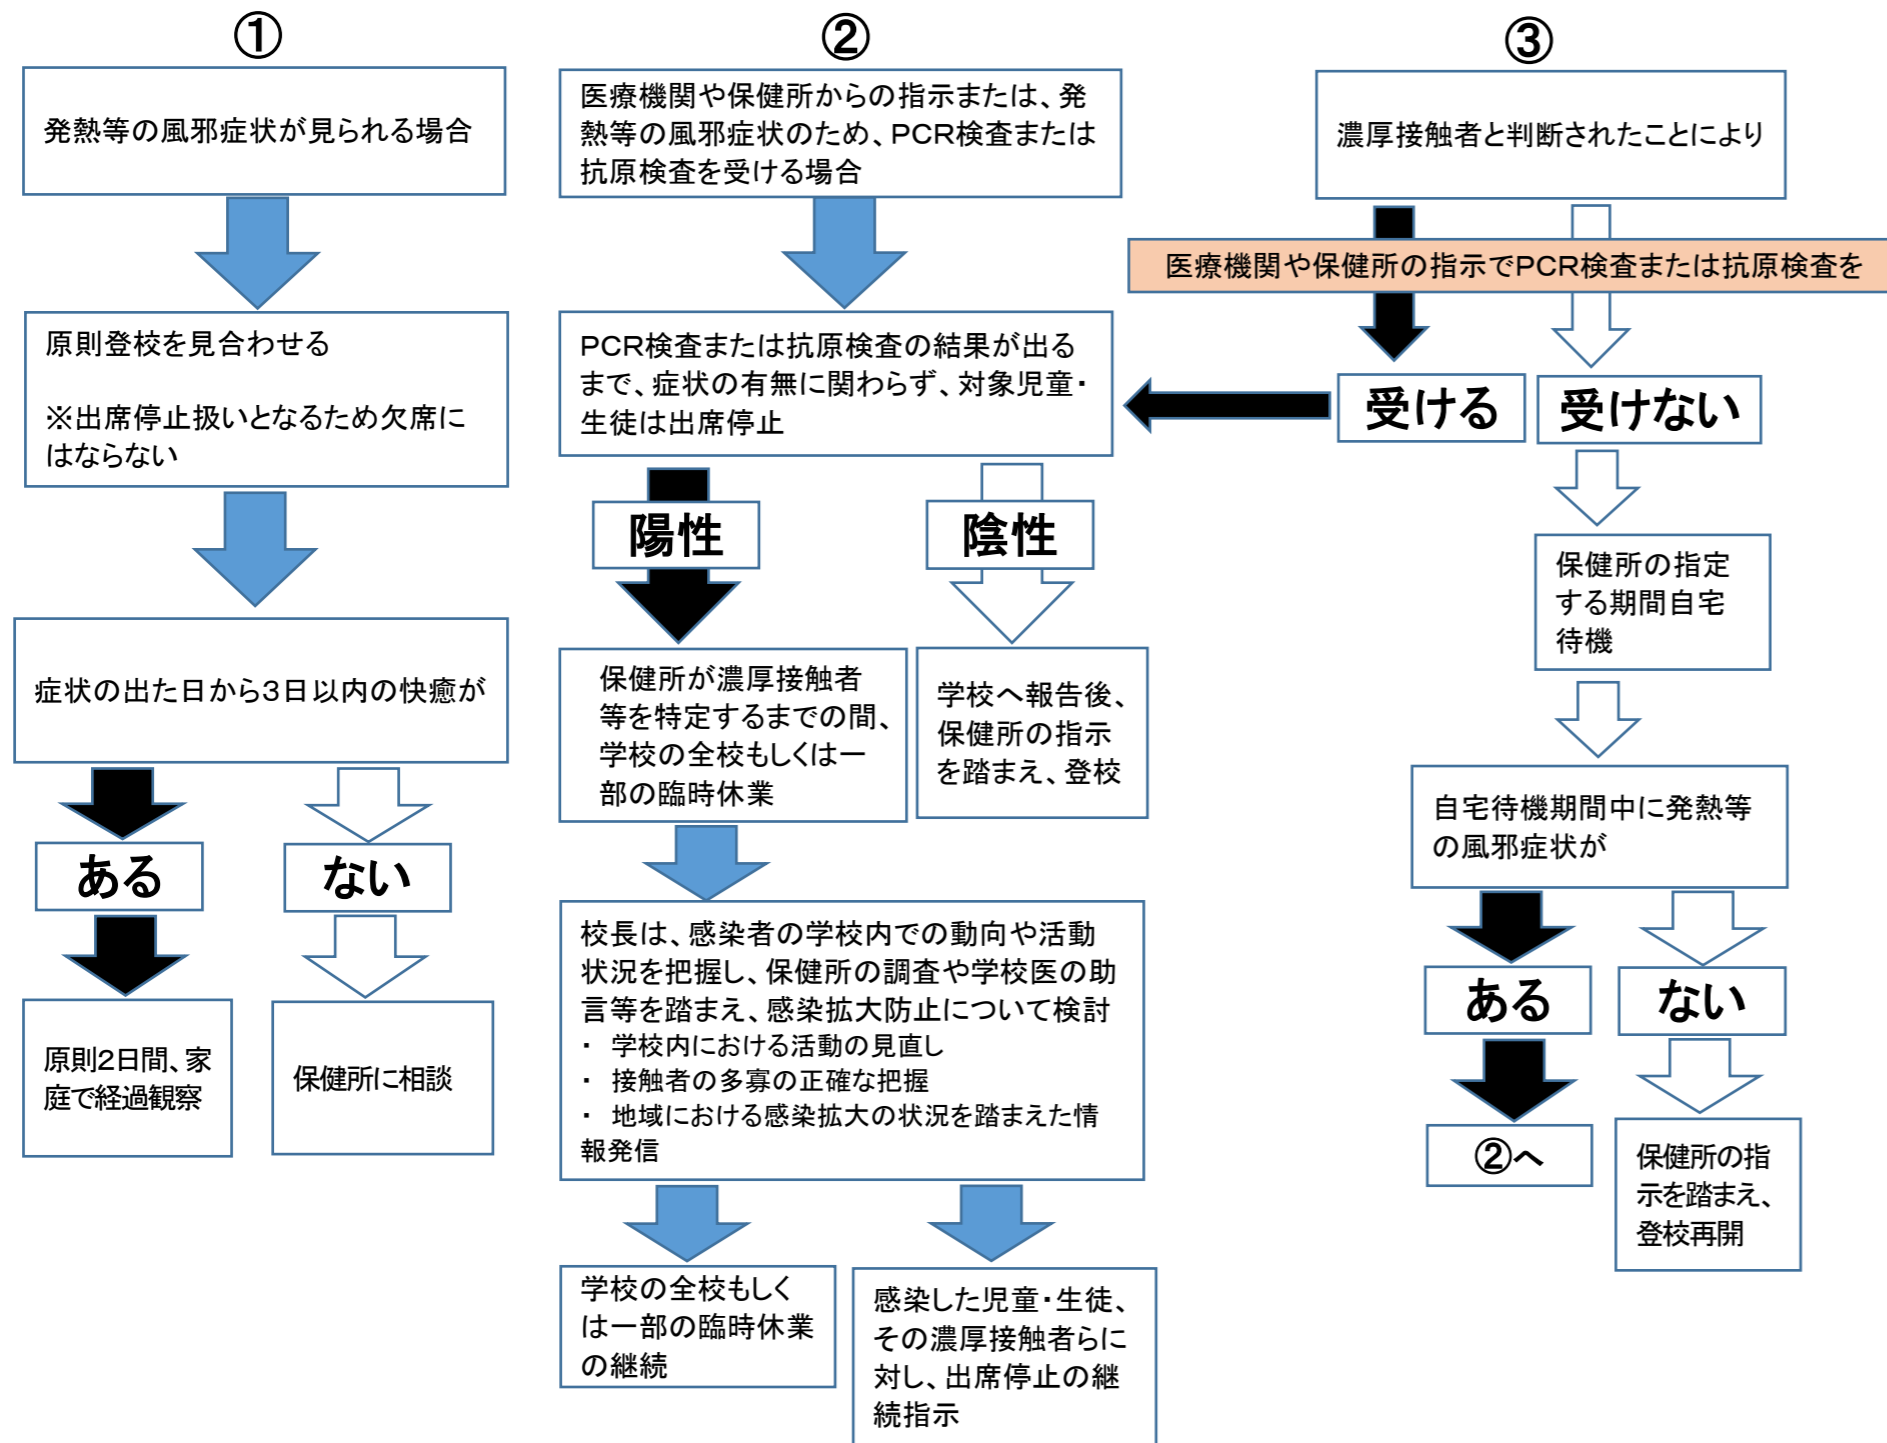 ①
発熱等の風邪症状が見られる場合
原則登校を見合わせる
※出席停止扱いとなるため欠席に
はならない
症状の出た日から3日以内の快癒が
ある
ない
原則2日間、家
庭で経過観察
保健所に相談
②
医療機関や保健所からの指示または、発
熱等の風邪症状のため、PCR検査または
抗原検査を受ける場合
PCR検査または抗原検査の結果が出る
まで、症状の有無に関わらず、対象児童・
生徒は出席停止
陽性
陰性
保健所が濃厚接触者
等を特定するまでの間、
学校の全校もしくは一
部の臨時休業
学校へ報告後、
保健所の指示
を踏まえ、登校
校長は、感染者の学校内での動向や活動
状況を把握し、保健所の調査や学校医の助
言等を踏まえ、感染拡大防止について検討
・ 学校内における活動の見直し
・ 接触者の多寡の正確な把握
・ 地域における感染拡大の状況を踏まえた情
報発信
学校の全校もしく
は一部の臨時休業
の継続
感染した児童・生徒、
その濃厚接触者らに
対し、出席停止の継
続指示
③
濃厚接触者と判断されたことにより
医療機関や保健所の指示でPCR検査または抗原検査を
受ける
受けない
保健所の指定
する期間自宅
待機
自宅待機期間中に発熱等
の風邪症状が
ある
ない
②へ
保健所の指
示を踏まえ、
登校再開